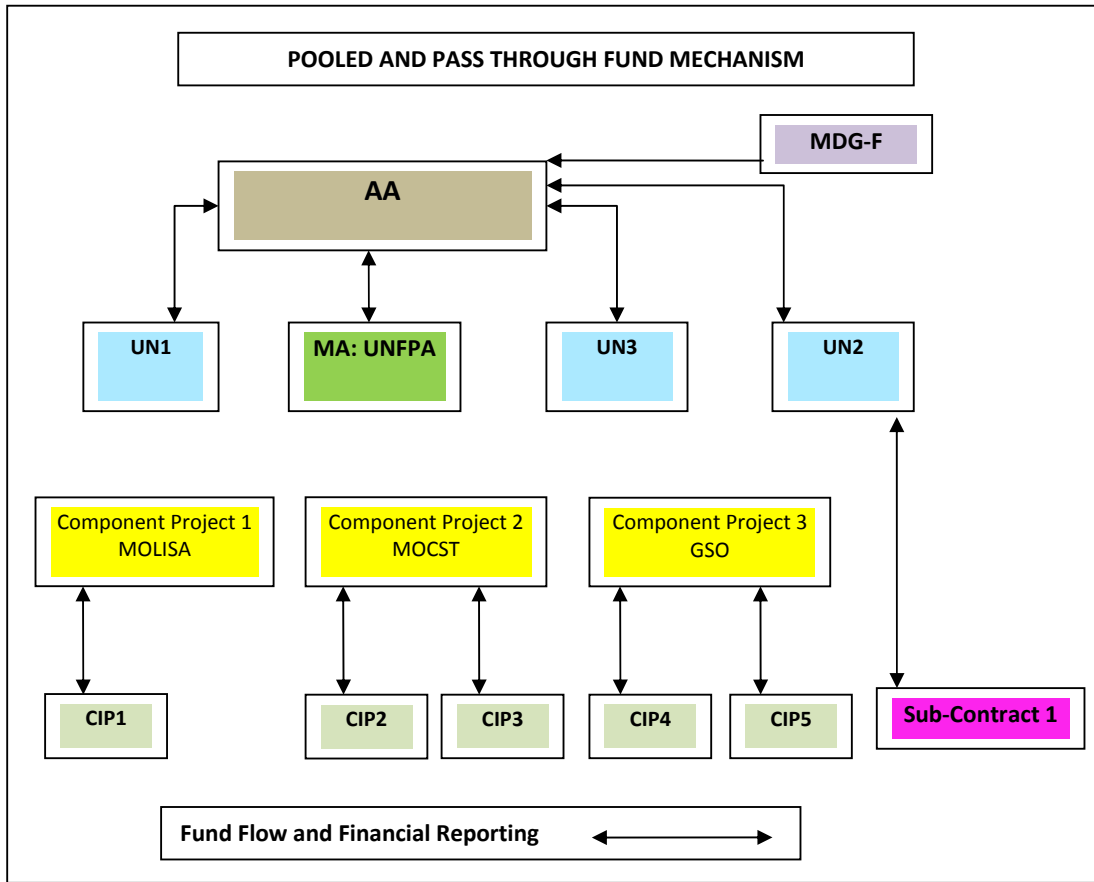 POOLED AND PASS THROUGH FUND MECHANISM
MDG-F
AA
UN1
MA: UNFPA
UN3
UN2
Component Project 1
MOLISA
Component Project 2
MOCST
Component Project 3
GSO
CIP1
CIP2
CIP3
CIP4
CIP5
Sub-Contract 1
Fund Flow and Financial Reporting